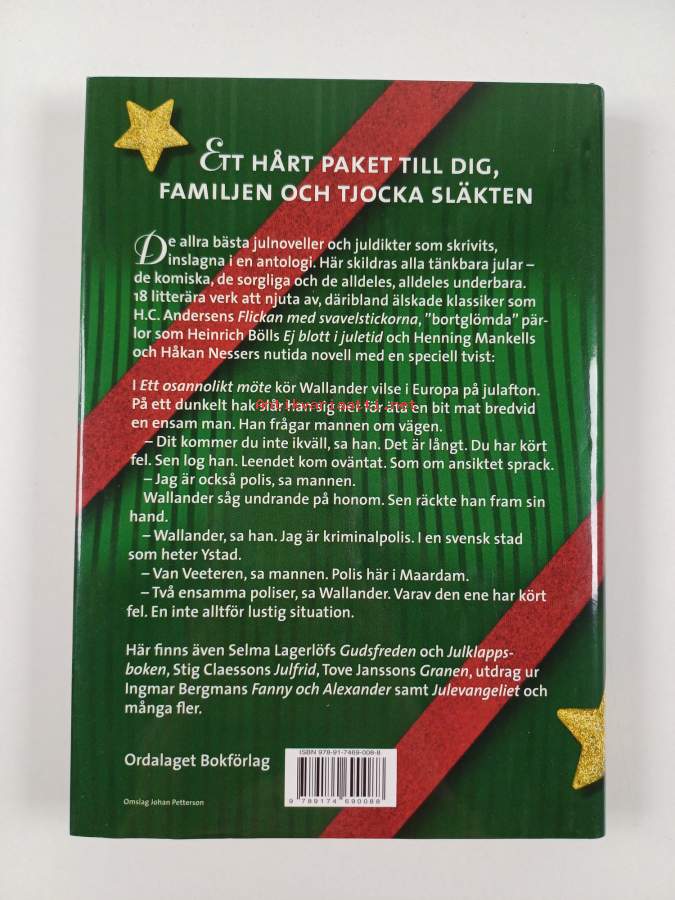 ETT HÅRT PAKET TILL DIG,
FAMILJEN OCH TJOCKA SLÄKTEN
De allra bästa julnoveller och juldikter som skrivits,
inslagna i en antologi. Här skildras alla tänkbara jular –
de komiska, de sorgliga och de alldeles, alldeles underbara.
18 litterära verk att njuta av, däribland älskade klassiker som
H.C. Andersens Flickan med svavelstickorna, ”bortglömda” pär-
lor som Heinrich Bölls Ej blott i juletid och Henning Mankells
och Håkan Nessers nutida novell med en speciell tvist:
I Ett osannolikt möte kör Wallander vilse i Europa på julafton.
På ett dunkelt hak slår han sig ner för att äta en bit mat bredvid
en ensam man. Han frågar mannen om vägen.
– Dit kommer du inte ikväll, sa han. Det är långt. Du har kört
fel. Sen log han. Leendet kom oväntat. Som om ansiktet sprack.
– Jag är också polis, sa mannen.
Wallander såg undrande på honom. Sen räckte han fram sin
hand.
– Wallander, sa han. Jag är kriminalpolis. I en svensk stad
som heter Ystad.
– Van Veeteren, sa mannen. Polis här i Maardam.
– Två ensamma poliser, sa Wallander. Varav den ene har kört
fel. En inte alltför lustig situation.
Här finns även Selma Lagerlöfs Gudsfreden och Julklapps-
boken, Stig Claessons Julfrid, Tove Janssons Granen, utdrag ur
Ingmar Bergmans Fanny och Alexander samt Julevangeliet och
många fler.
Ordalaget Bokförlag
ISBN 978-91-7469-008-8
9 789174 690088
Omslag Johan Petterson